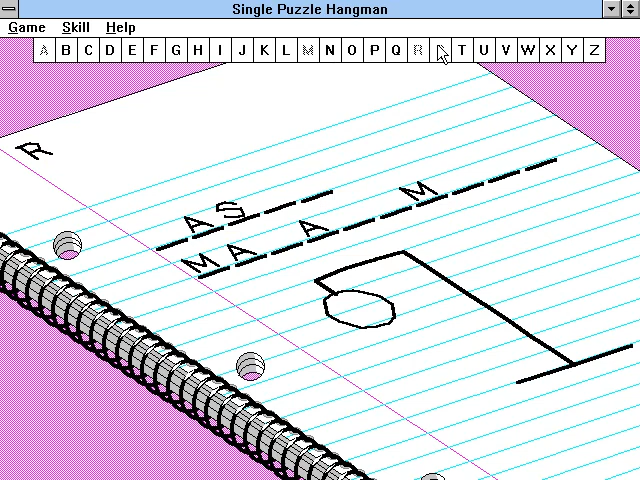 Single Puzzle Hangman
Game Skill Help
A B C D E F G H I J K L M N O P Q R T U V W X Y Z
R
A S
M A A M